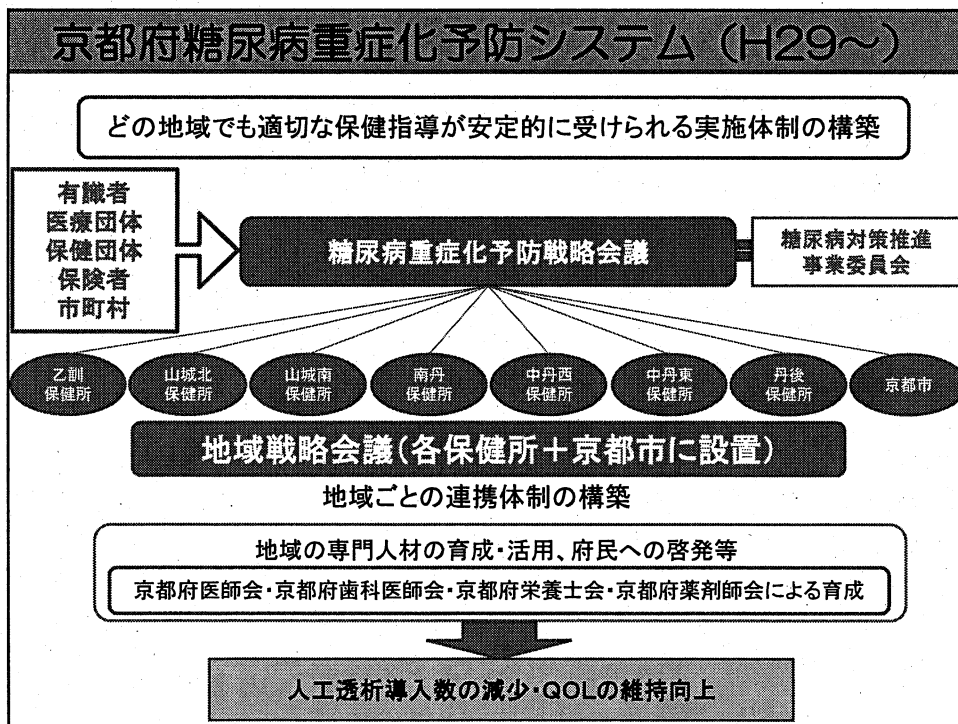 京都府糖尿病重症化予防システム（H29～）
どの地域でも適切な保健指導が安定的に受けられる実施体制の構築
有識者
医療団体
保健団体
保険者
市町村
糖尿病重症化予防戦略会議
糖尿病対策推進
事業委員会
乙訓
保健所
山城北
保健所
山城南
保健所
南丹
保健所
中丹西
保健所
中丹東
保健所
丹後
保健所
京都市
地域戦略会議（各保健所＋京都市に設置）
地域ごとの連携体制の構築
地域の専門人材の育成・活用、府民への啓発等
京都府医師会・京都府歯科医師会・京都府栄養士会・京都府薬剤師会による育成
人工透析導入数の減少・QOLの維持向上